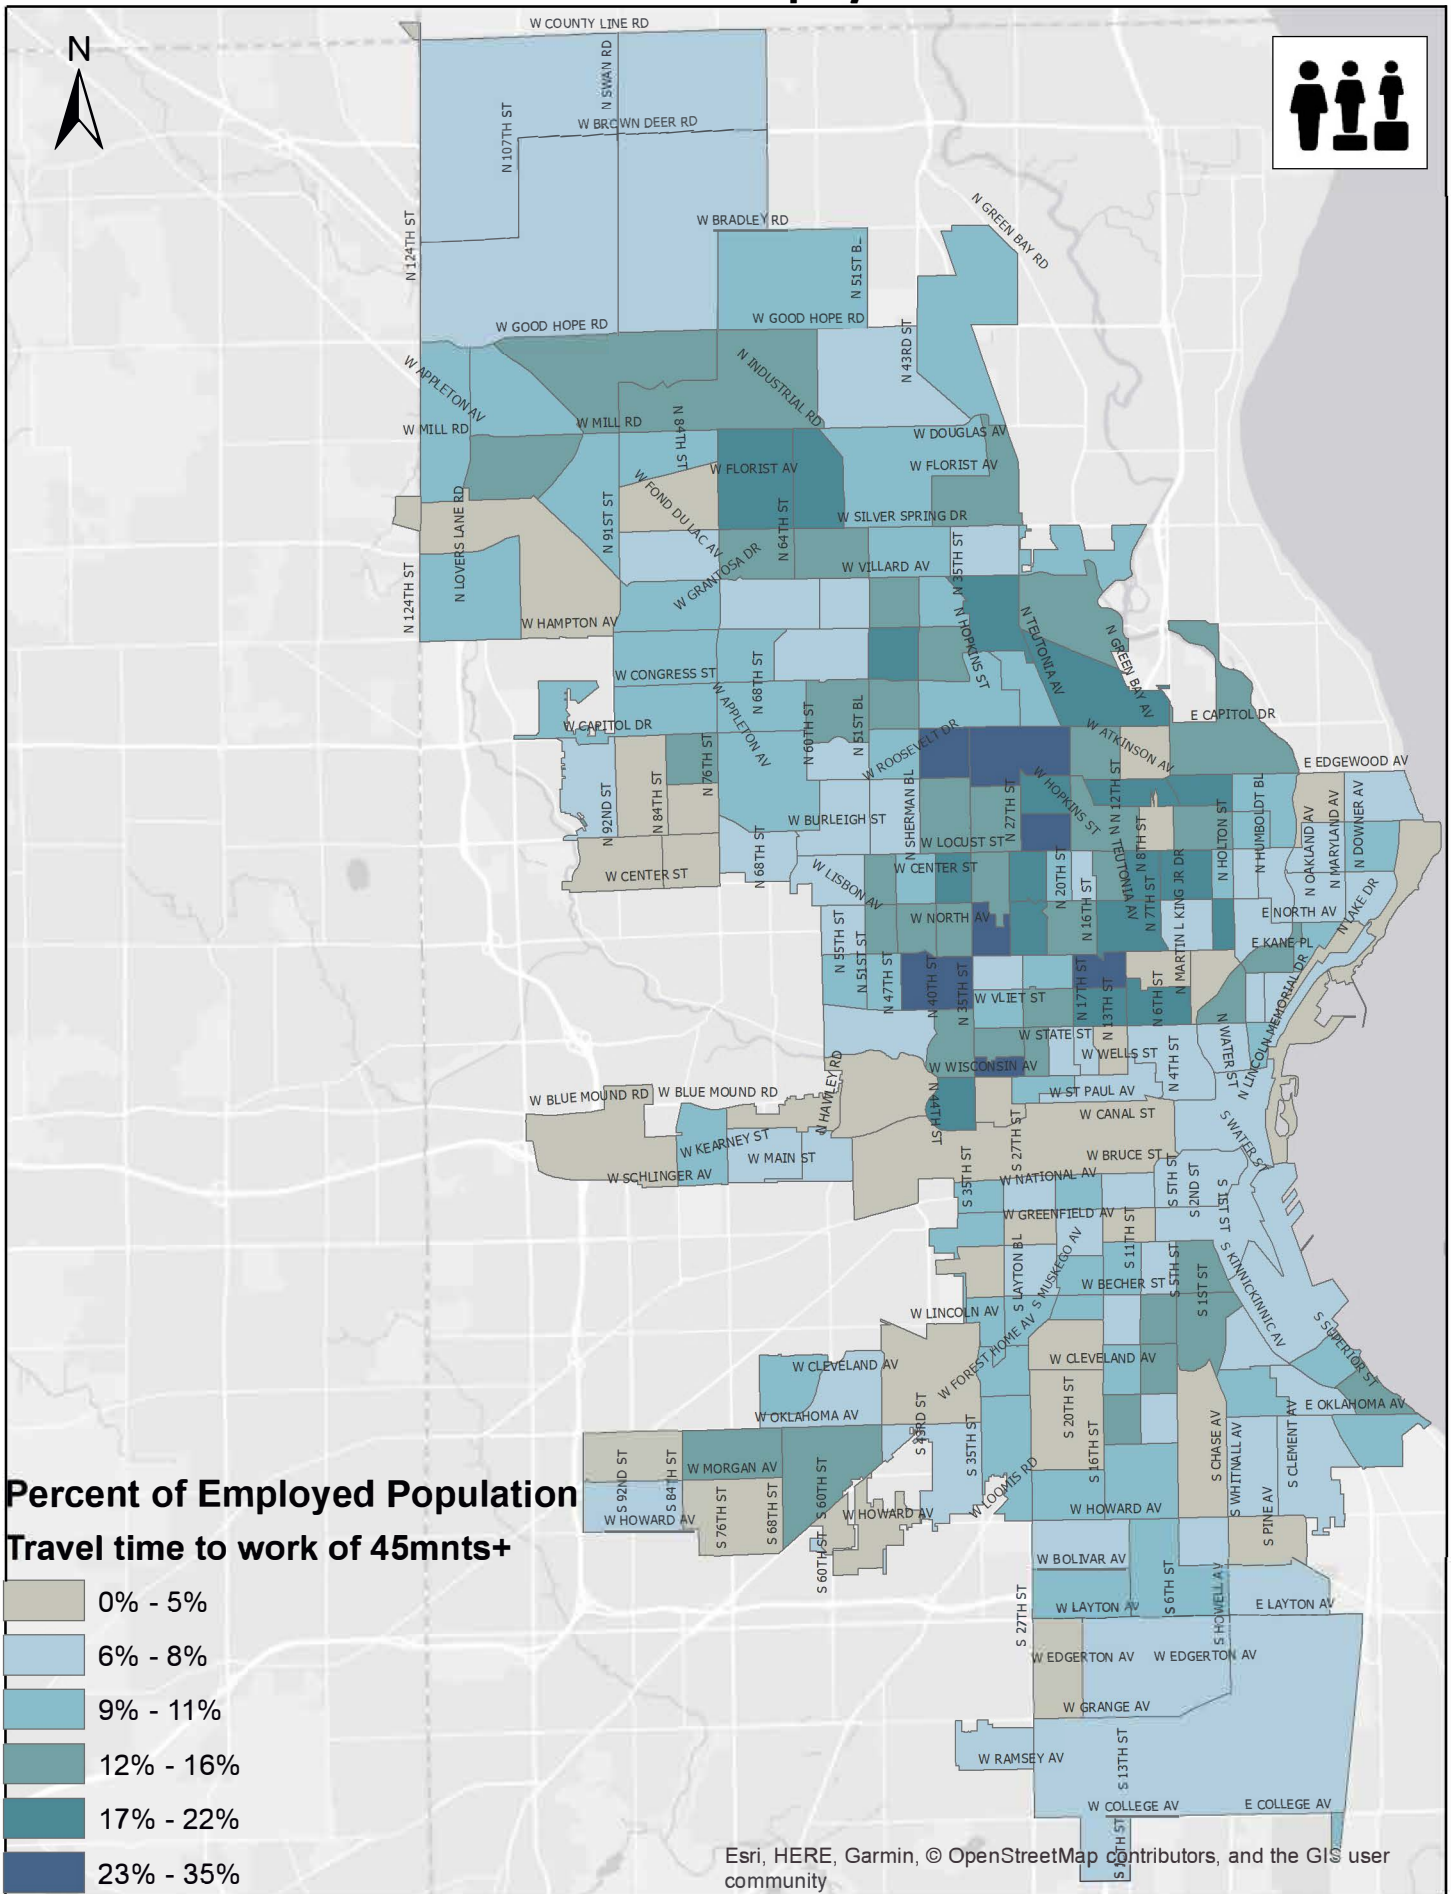 W COUNTY LINE RD
N
N SWAN RD
N 107TH ST
W BROWN DEER RD
N 124TH ST
W BRADLEY RD
N GREEN BAY RD
N 51ST B_
W GOOD HOPE RD
W GOOD HOPE RD
N 43RD ST
W APPLETON AV
N INDUSTRIAL RD
W MILL RD
W MILL RD
N 84TH ST
W DOUGLAS AV
W FLORIST AV
W FLORIST AV
W FOND DU LAC AV
N LOVERS LANE RD
N 91ST ST
N 64TH ST
W SILVER SPRING DR
N 35TH ST
W VILLARD AV
W GRANTOSA DR
N 124TH ST
W HAMPTON AV
N HOPKINS ST
N TEUTONIA AV
N GREEN BAY AV
W CONGRESS ST
N 68TH ST
W APPLETON AV
N 60TH ST
N 51ST BL
E CAPITOL DR
W CAPITOL DR
W ROOSEVELT DR
W ATKINSON AV
N 76TH ST
E EDGEWOOD AV
N 92ND ST
N 84TH ST
N SHERMAN BL
N 27TH ST
W HOPKINS ST
N 12TH ST
N HOLTON ST
N HUMBOLDT BL
N OAKLAND AV
N MARYLAND AV
N DOWNER AV
W BURLEIGH ST
W LOCUST ST
N 8TH ST
N 68TH ST
W CENTER ST
W LISBON AV
W CENTER ST
N 20TH ST
N TEUTONIA AV
N 7TH ST
N MARTIN L KING JR DR
N 16TH ST
W NORTH AV
E NORTH AV
N LAKE DR
N 55TH ST
N 51ST ST
E KANE PL
N 47TH ST
N 40TH ST
N 35TH ST
W VLIET ST
N 17TH ST
N 13TH ST
N 6TH ST
N MARTIN
N LINCOLN MEMORIAL DR
W STATE ST
N WATER ST
W WELLS ST
N 4TH ST
W WISCONSIN AV
N HAWLEY RD
W BLUE MOUND RD
W BLUE MOUND RD
W ST PAUL AV
N 44TH ST
W CANAL ST
S 27TH ST
W KEARNEY ST
W MAIN ST
W SCHLINGER AV
S 35TH ST
W BRUCE ST
S WATER ST
W NATIONAL AV
S 5TH ST
S 2ND ST
S 1ST ST
W GREENFIELD AV
S 11TH ST
S LAYTON BL
S MUSKEGO AV
W BECHER ST
S 5TH ST
S 1ST ST
S KINNICKINNIC AV
W LINCOLN AV
W FOREST HOME AV
S SUPERIOR ST
W CLEVELAND AV
W CLEVELAND AV
W OKLAHOMA AV
S 43RD ST
S 35TH ST
S 20TH ST
S 16TH ST
S CHASE AV
S WHITNALL AV
S CLEMENT AV
E OKLAHOMA AV
S 92ND ST
S 84TH ST
W MORGAN AV
S 76TH ST
S 68TH ST
S 60TH ST
W LOOMIS RD
W HOWARD AV
W HOWARD AV
W HOWARD AV
S PINE AV
S 60TH ST
W BOLIVAR AV
S 6TH ST
S HOWELL AV
S 27TH ST
W LAYTON AV
E LAYTON AV
W EDGERTON AV
W EDGERTON AV
W GRANGE AV
W RAMSEY AV
S 13TH ST
W COLLEGE AV
E COLLEGE AV
Percent of Employed Population
Travel time to work of 45mnts+
0% - 5%
6% - 8%
9% - 11%
12% - 16%
17% - 22%
23% - 35%
Esri, HERE, Garmin, © OpenStreetMap contributors, and the GIS user
community